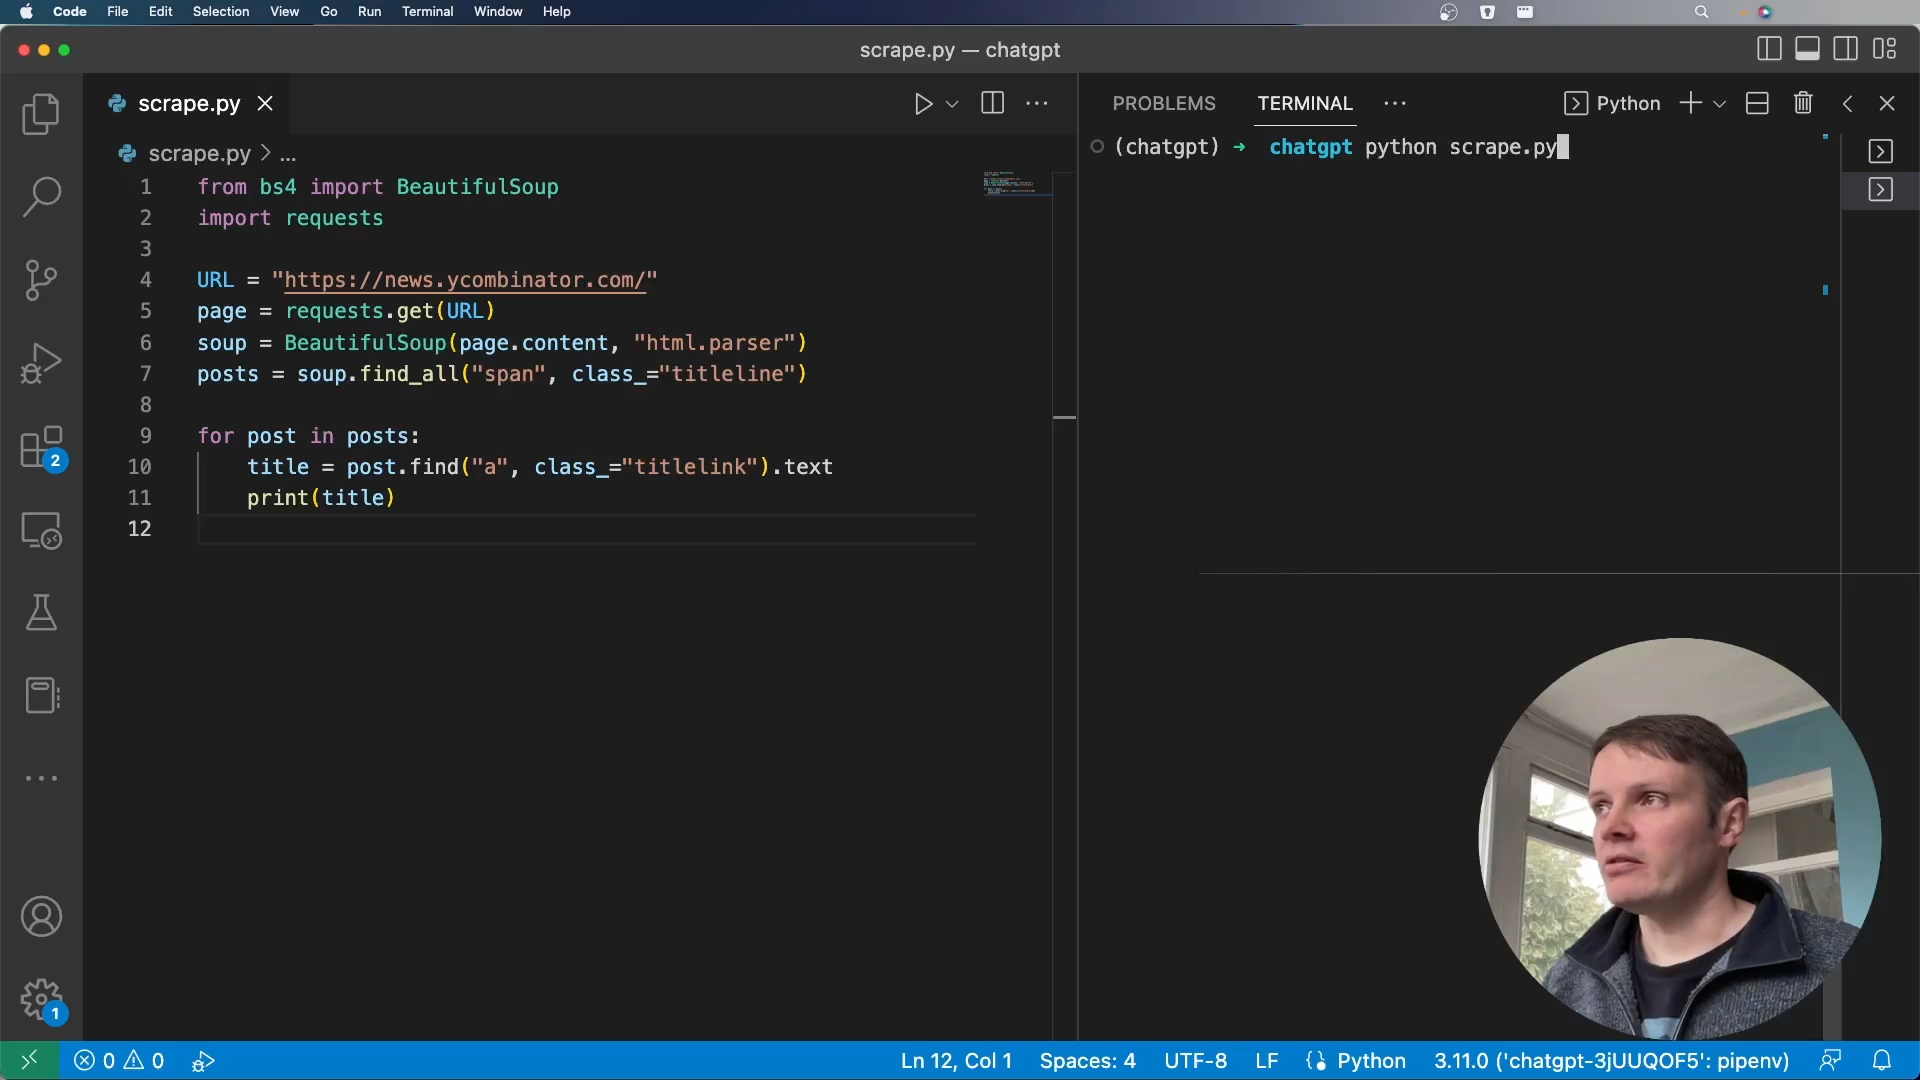 Code File Edit Selection View Go Run Terminal Window Help
scrape.py — chatgpt
scrape.py
scrape.py > ...
1 from bs4 import BeautifulSoup
2 import requests
3
4 URL = "https://news.ycombinator.com/"
5 page = requests.get(URL)
6 soup = BeautifulSoup(page.content, "html.parser")
7 posts = soup.find_all("span", class_="titleline")
8
9 for post in posts:
10 title = post.find("a", class_="titlelink").text
11 print(title)
12
PROBLEMS TERMINAL ... Python
(chatgpt) → chatgpt python scrape.py
2
1
0 0 Ln 12, Col 1 Spaces: 4 UTF-8 LF Python 3.11.0 ('chatgpt-3jUUQOF5': pipenv)